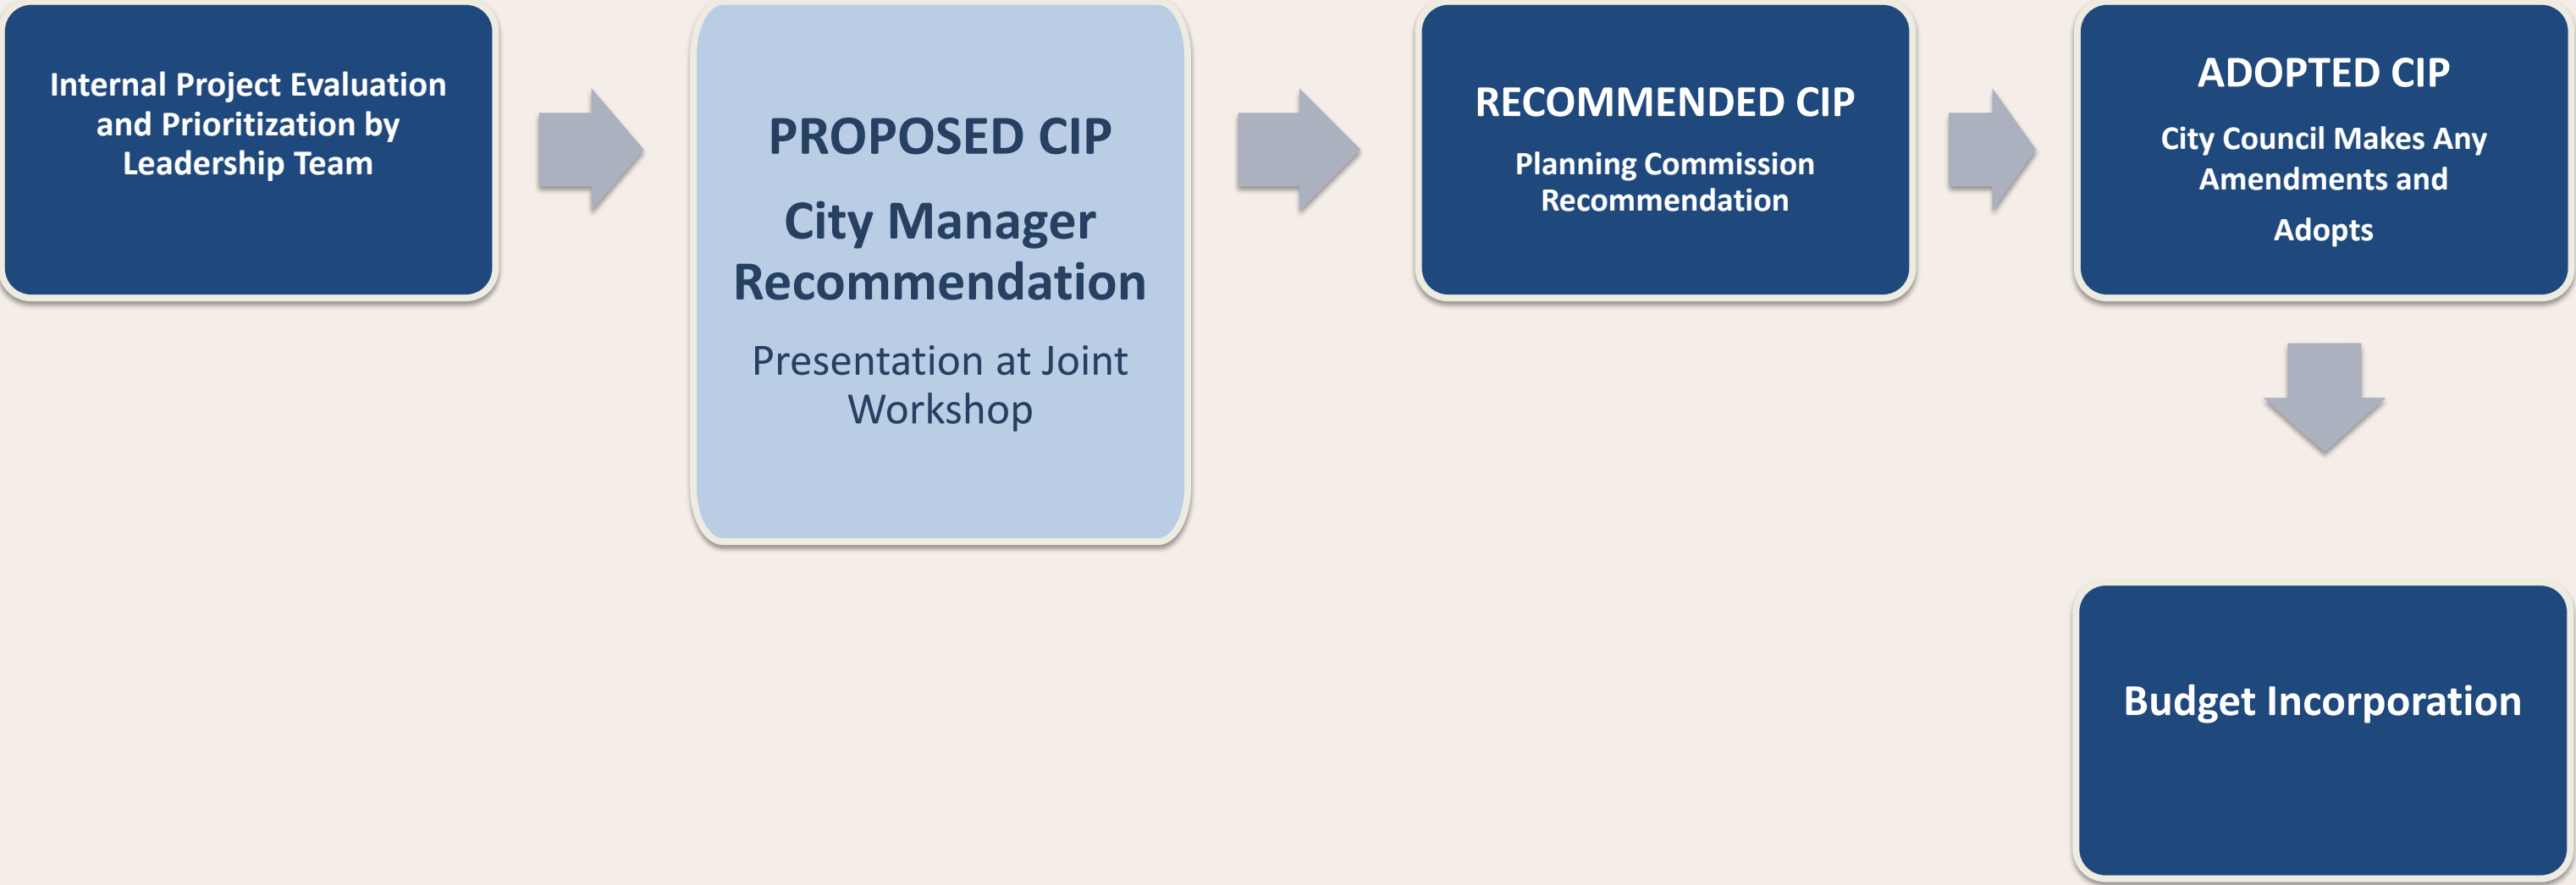 Internal Project Evaluation
and Prioritization by
Leadership Team
PROPOSED CIP
City Manager
Recommendation
Presentation at Joint
Workshop
RECOMMENDED CIP
Planning Commission
Recommendation
ADOPTED CIP
City Council Makes Any
Amendments and
Adopts
Budget Incorporation